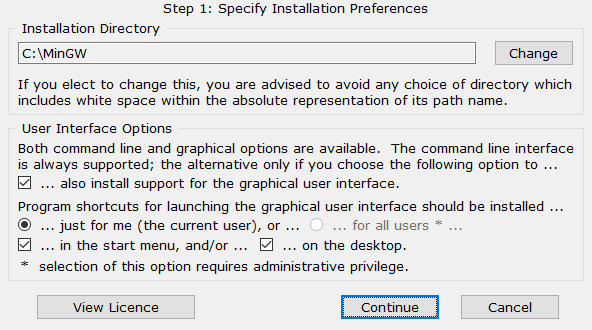 Step 1: Specify Installation Preferences
Installation Directory
C:\MinGW
Change
If you elect to change this, you are advised to avoid any choice of directory which
includes white space within the absolute representation of its path name.
User Interface Options
Both command line and graphical options are available.  The command line interface
is always supported; the alternative only if you choose the following option to ...
... also install support for the graphical user interface.
Program shortcuts for launching the graphical user interface should be installed ...
... just for me (the current user), or ... ... for all users * ...
... in the start menu, and/or ... ... on the desktop.
* selection of this option requires administrative privilege.
View Licence Continue Cancel